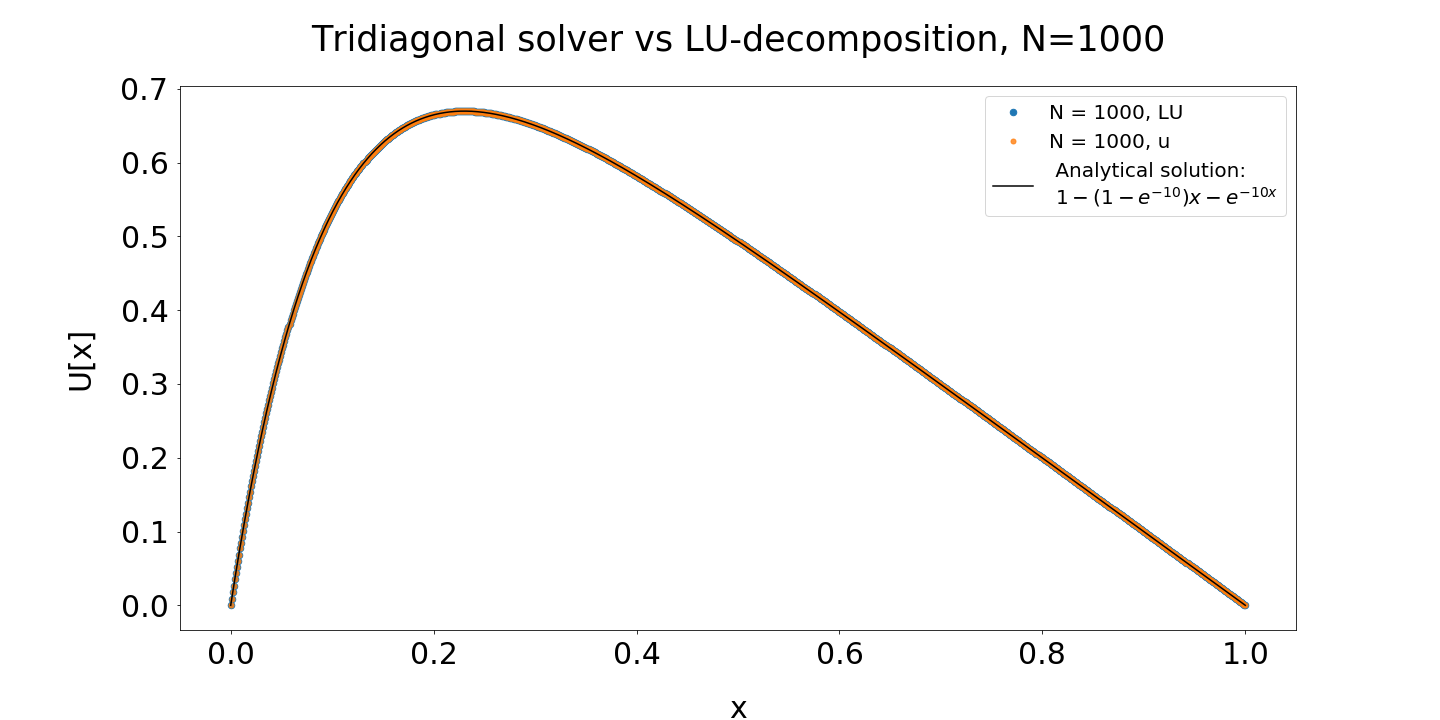 Tridiagonal solver vs LU-decomposition, N=1000
0.7
0.6
0.5
0.4
0.3
0.2
0.1
0.0
U[x]
N = 1000, LU
N = 1000, u
Analytical solution:
$1-(1-e^{-10})x-e^{-10x}$
0.0 0.2 0.4 0.6 0.8 1.0
x